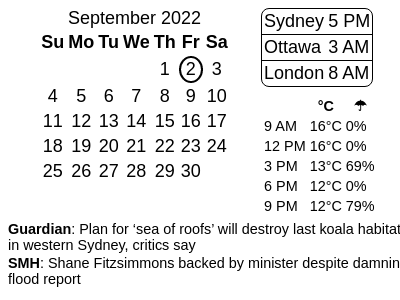 September 2022
Su Mo Tu We Th Fr Sa
1 2 3
4 5 6 7 8 9 10
11 12 13 14 15 16 17
18 19 20 21 22 23 24
25 26 27 28 29 30
Sydney 5 PM
Ottawa 3 AM
London 8 AM
°C ☂
9 AM 16°C 0%
12 PM 16°C 0%
3 PM 13°C 69%
6 PM 12°C 0%
9 PM 12°C 79%
Guardian: Plan for ‘sea of roofs’ will destroy last koala habitat
in western Sydney, critics say
SMH: Shane Fitzsimmons backed by minister despite damnin
flood report